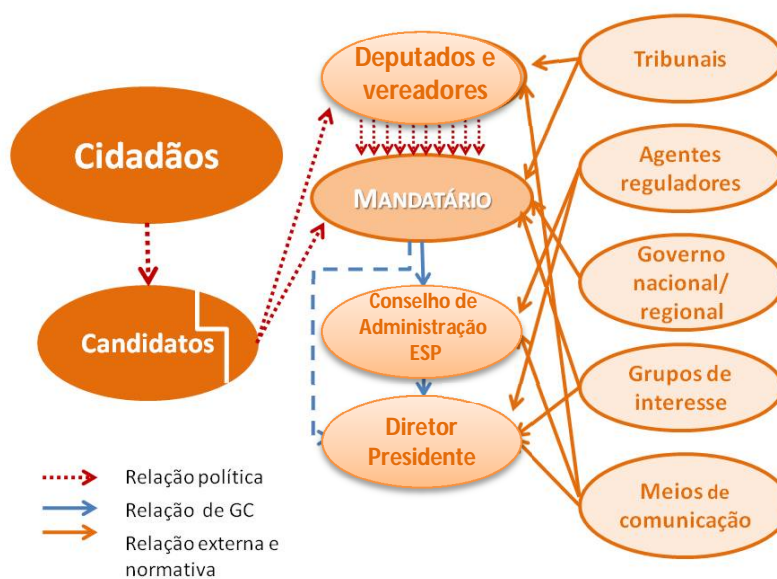 Deputados e
vereadores
Tribunais
Cidadãos
Agentes
reguladores
MANDATÁRIO
Governo
nacional/
regional
Conselho de
Administração
ESP
Candidatos
Grupos de
interesse
Diretor
Presidente
Relação política
Relação de GC
Relação externa e
normativa
Meios de
comunicação